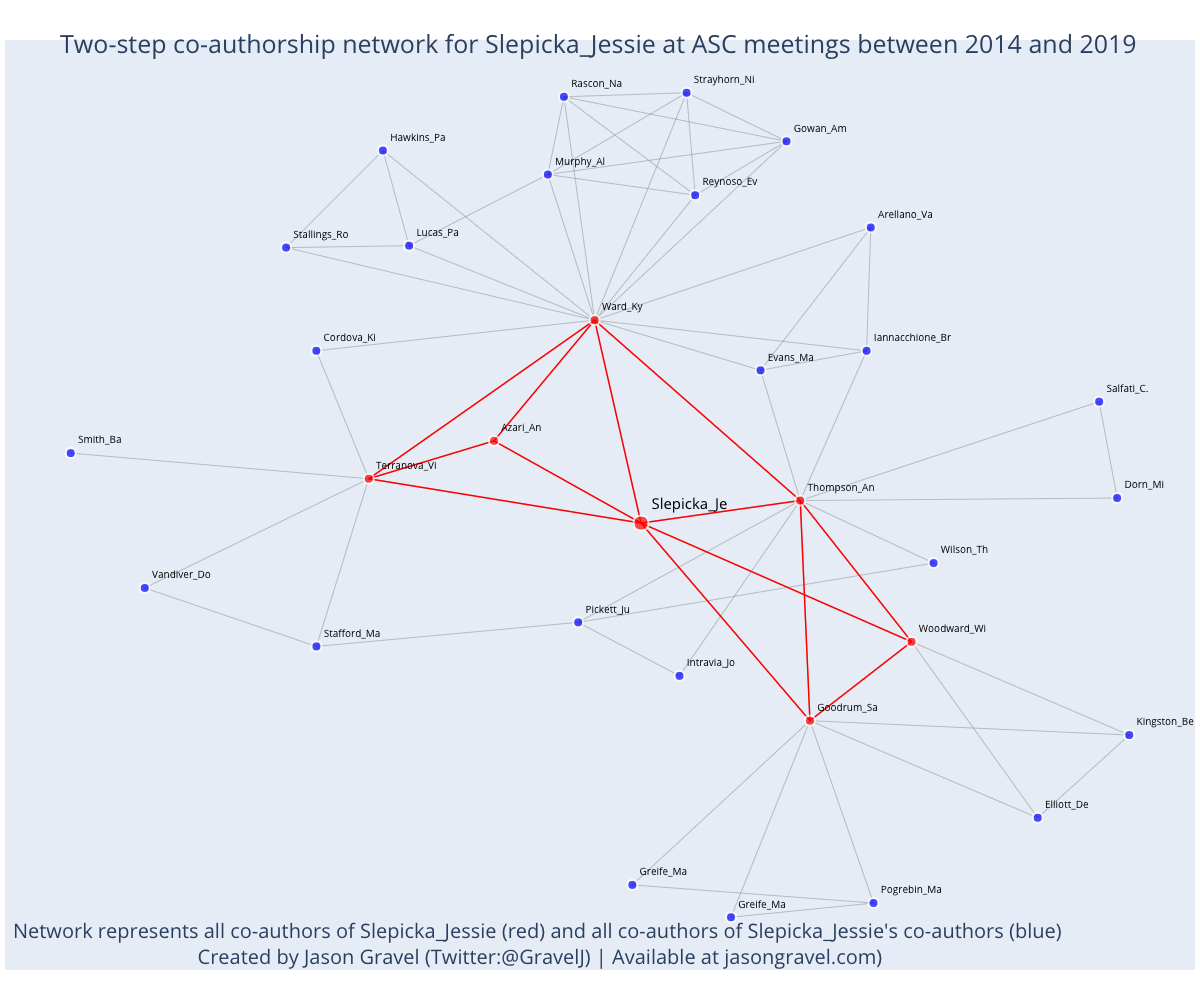 Two-step co-authorship network for Slepicka_Jessie at ASC meetings between 2014 and 2019
Strayhorn_Ni
Rascon_Na
Gowan_Am
Hawkins_Pa
Murphy_Al
Reynoso_Ev
Arellano_Va
Stallings_Ro
Lucas_Pa
Ward_Ky
Cordova_Ki
Iannacchione_Br
Evans_Ma
Salfati_C.
Azari_An
Smith_Ba
Terranova_Vi
Thompson_An
Dorn_Mi
Slepicka_Je
Wilson_Th
Vandiver_Do
Pickett_Ju
Woodward_Wi
Stafford_Ma
Intravia_Jo
Goodrum_Sa
Kingston_Be
Elliott_De
Greife_Ma
Pogrebin_Ma
Greife_Ma
Network represents all co-authors of Slepicka_Jessie (red) and all co-authors of Slepicka_Jessie's co-authors (blue)
Created by Jason Gravel (Twitter:@GravelJ) | Available at jasongravel.com)